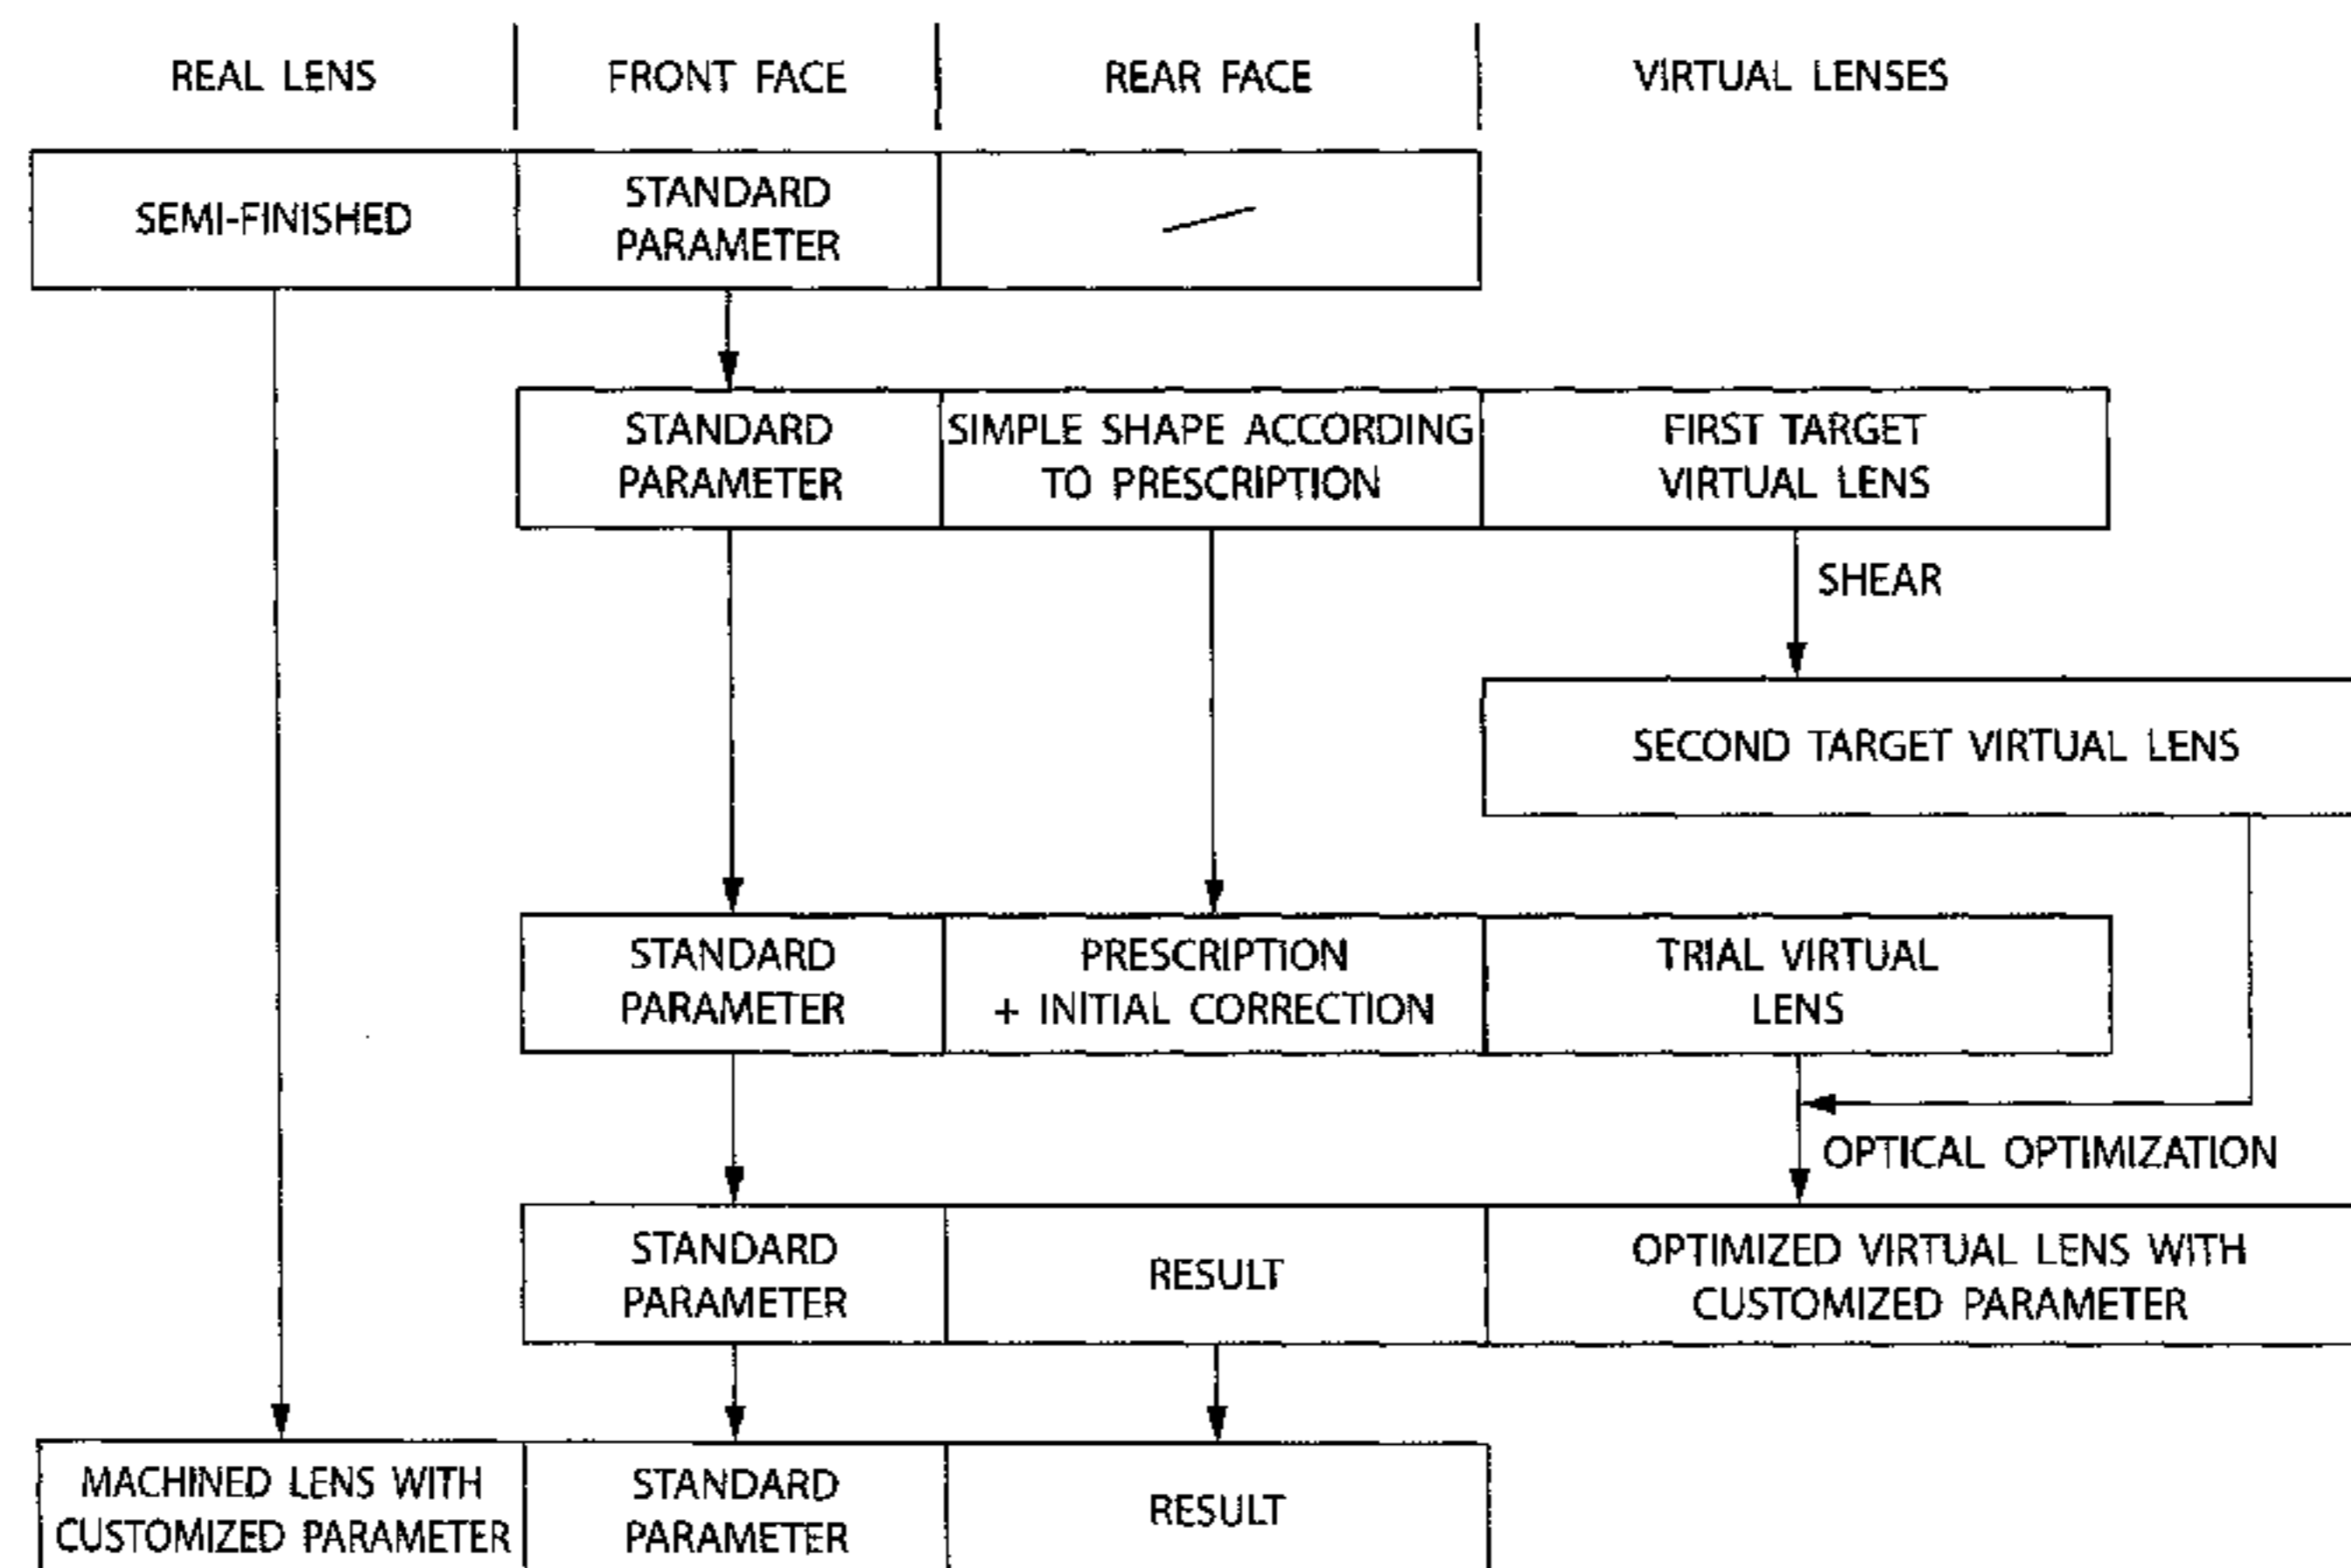 REAL LENS
FRONT FACE
REAR FACE
VIRTUAL LENSES
SEMI-FINISHED
STANDARD
PARAMETER
STANDARD
PARAMETER
SIMPLE SHAPE ACCORDING
TO PRESCRIPTION
FIRST TARGET
VIRTUAL LENS
SHEAR
SECOND TARGET VIRTUAL LENS
STANDARD
PARAMETER
PRESCRIPTION
+ INITIAL CORRECTION
TRIAL VIRTUAL
LENS
OPTICAL OPTIMIZATION
STANDARD
PARAMETER
RESULT
OPTIMIZED VIRTUAL LENS WITH
CUSTOMIZED PARAMETER
MACHINED LENS WITH
CUSTOMIZED PARAMETER
STANDARD
PARAMETER
RESULT